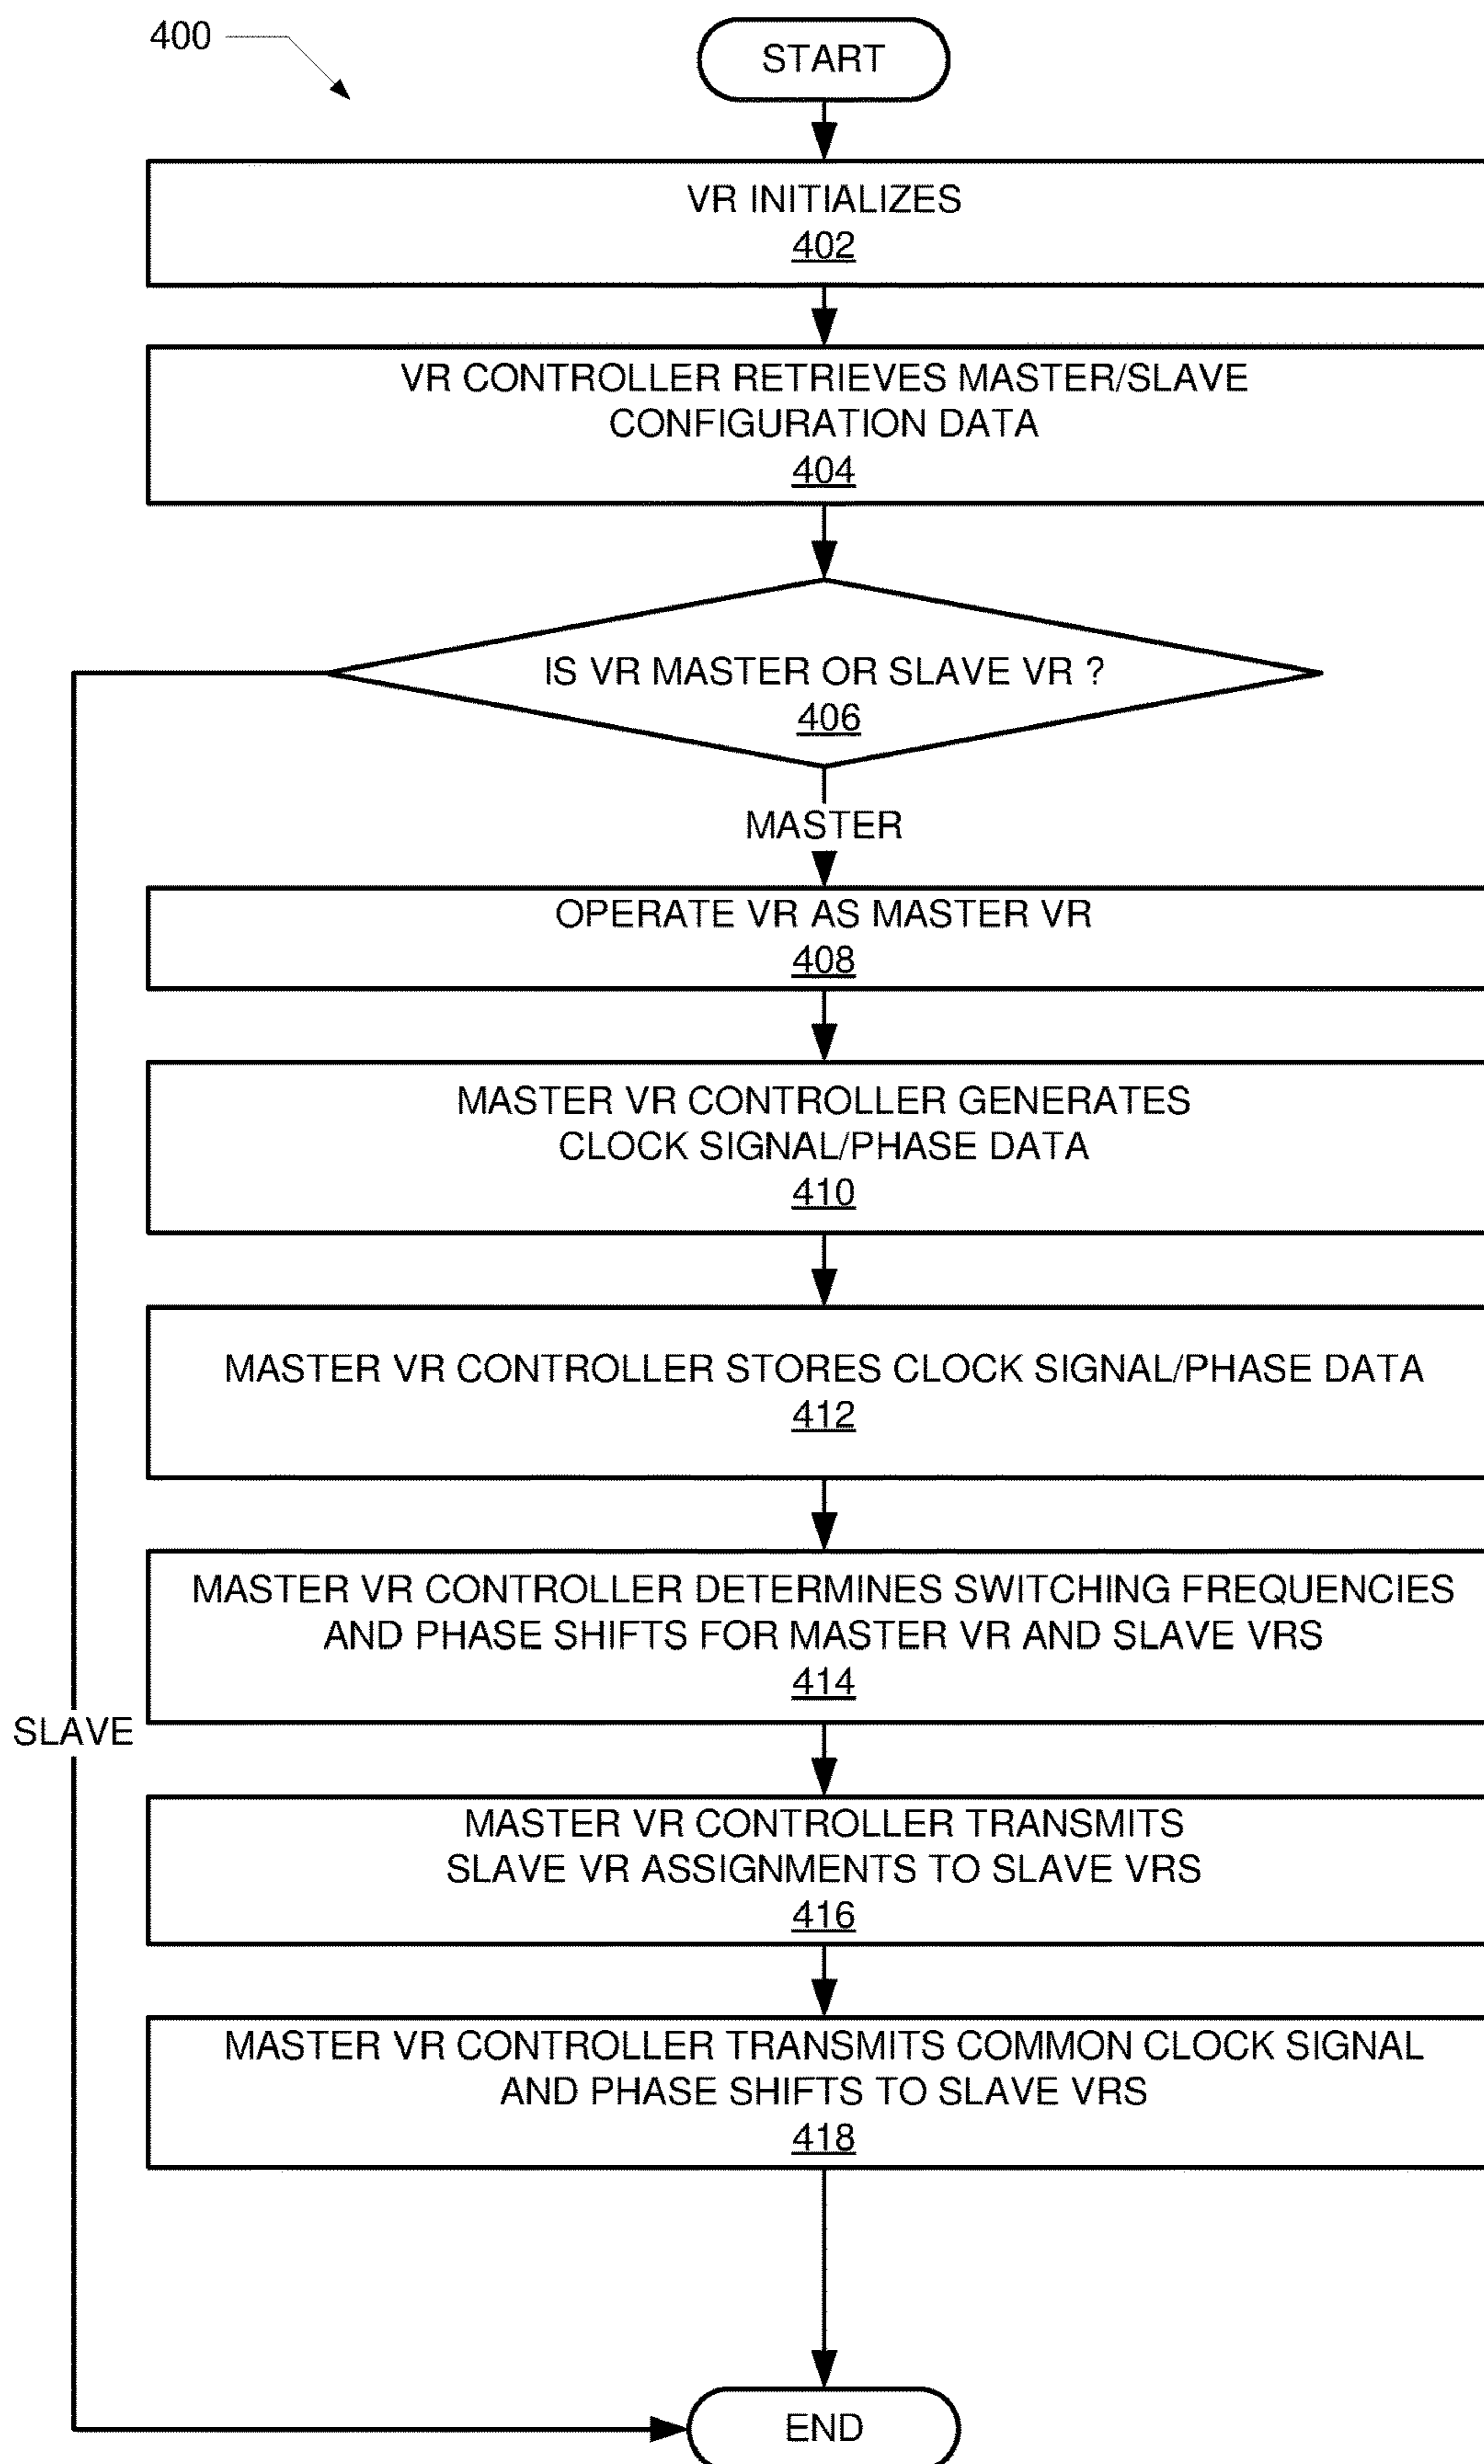 400
START
VR INITIALIZES
402
VR CONTROLLER RETRIEVES MASTER/SLAVE
CONFIGURATION DATA
404
IS VR MASTER OR SLAVE VR ?
406
MASTER
OPERATE VR AS MASTER VR
408
MASTER VR CONTROLLER GENERATES
CLOCK SIGNAL/PHASE DATA
410
MASTER VR CONTROLLER STORES CLOCK SIGNAL/PHASE DATA
412
MASTER VR CONTROLLER DETERMINES SWITCHING FREQUENCIES
AND PHASE SHIFTS FOR MASTER VR AND SLAVE VRS
414
SLAVE
MASTER VR CONTROLLER TRANSMITS
SLAVE VR ASSIGNMENTS TO SLAVE VRS
416
MASTER VR CONTROLLER TRANSMITS COMMON CLOCK SIGNAL
AND PHASE SHIFTS TO SLAVE VRS
418
END